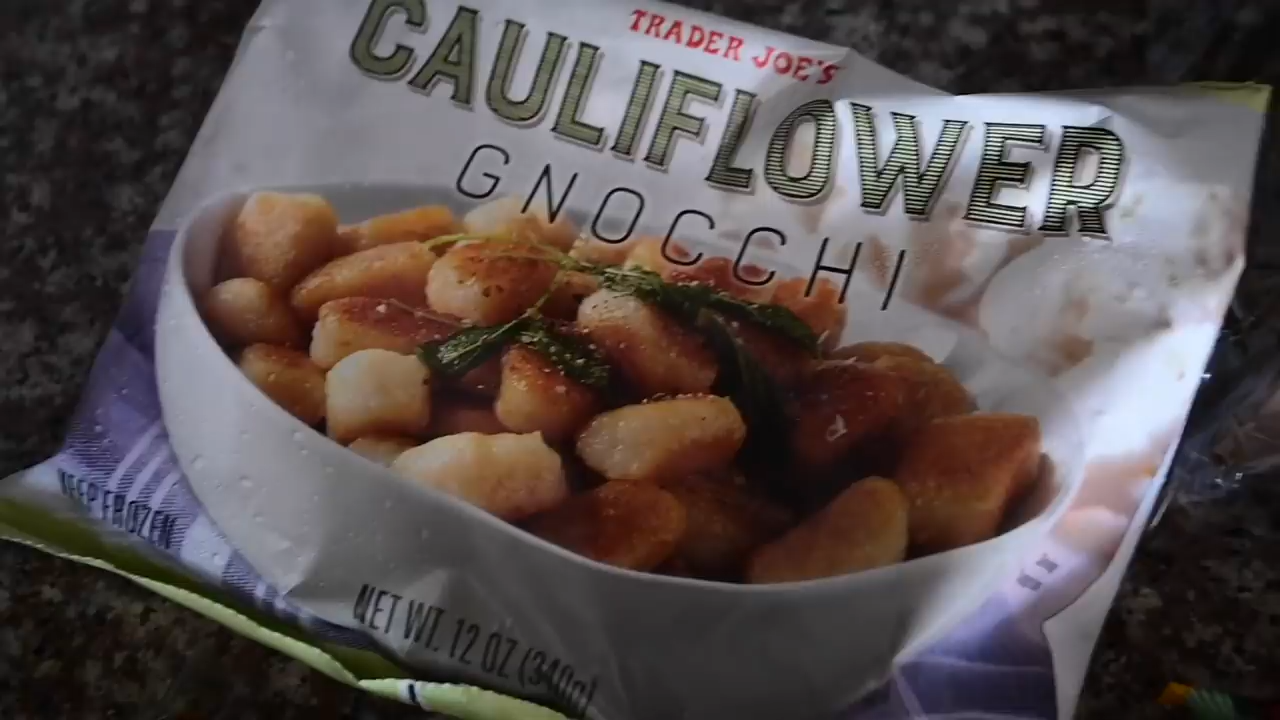 TRADER JOE'S
CAULIFLOWER
GNOCCHI
KEEP FROZEN
NET WT. 12 OZ (340g)